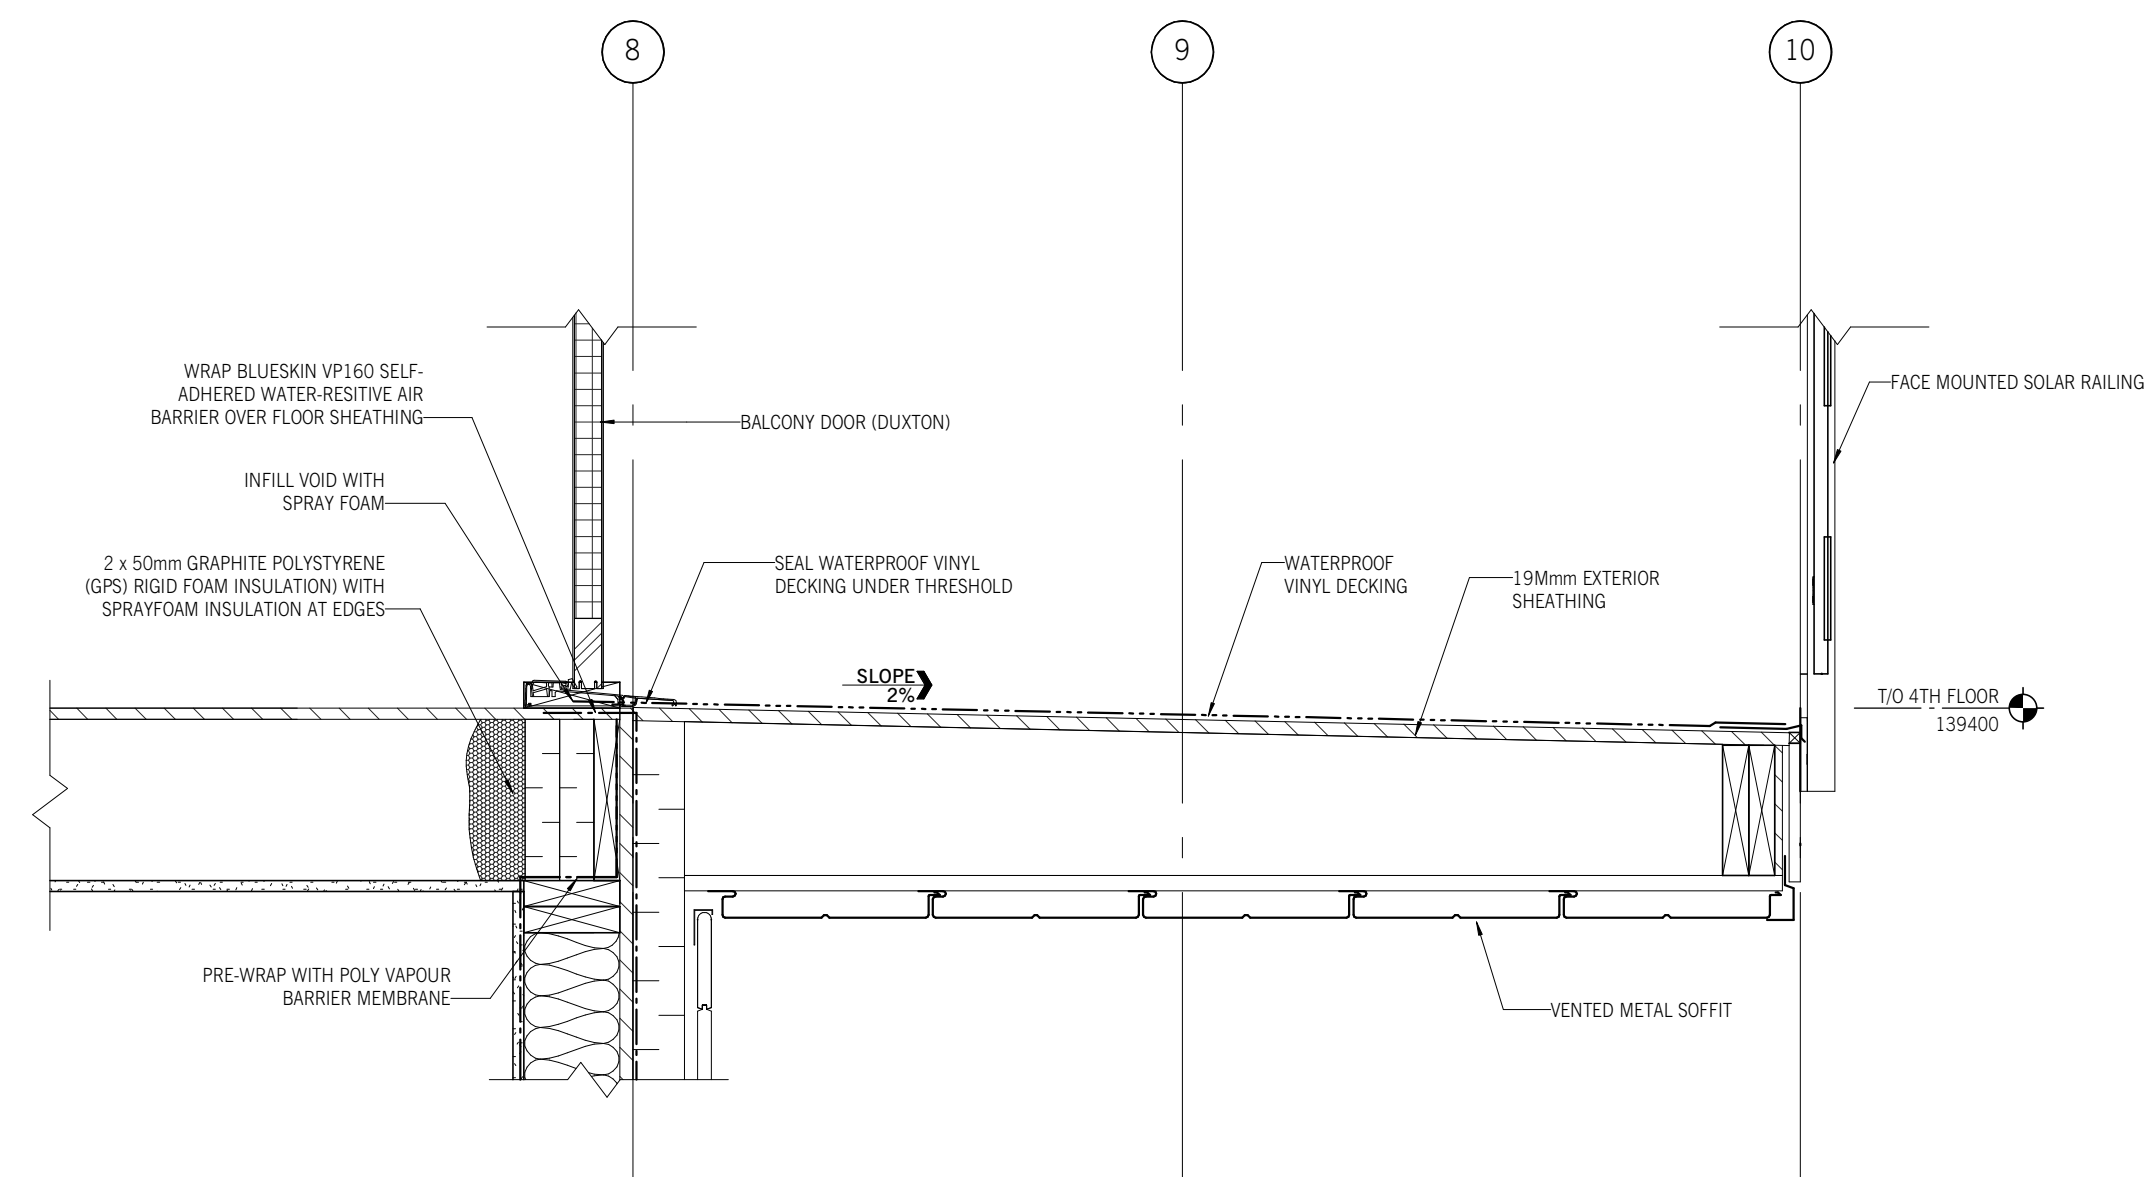 8
9
10
WRAP BLUESKIN VP160 SELF-
ADHERED WATER-RESITIVE AIR
BARRIER OVER FLOOR SHEATHING
BALCONY DOOR (DUXTON)
FACE MOUNTED SOLAR RAILING
INFILL VOID WITH
SPRAY FOAM
2 x 50mm GRAPHITE POLYSTYRENE
(GPS) RIGID FOAM INSULATION) WITH
SPRAYFOAM INSULATION AT EDGES
SEAL WATERPROOF VINYL
DECKING UNDER THRESHOLD
WATERPROOF
VINYL DECKING
19Mmm EXTERIOR
SHEATHING
SLOPE
2%
T/O 4TH FLOOR
139400
PRE-WRAP WITH POLY VAPOUR
BARRIER MEMBRANE
VENTED METAL SOFFIT